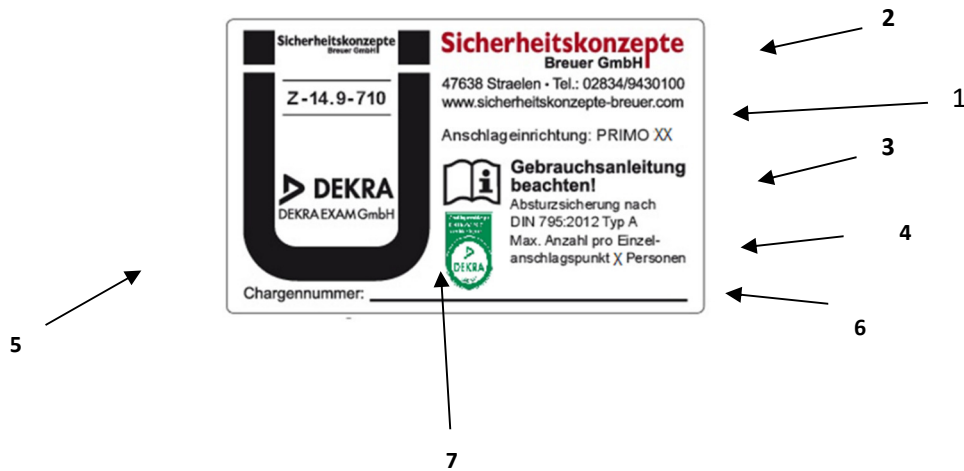 Sicherheitskonzepte
Breuer GmbH
Z-14.9-710
DEKRA
DEKRA EXAM GmbH
Sicherheitskonzepte
Breuer GmbH
47638 Straelen • Tel.: 02834/9430100
www.sicherheitskonzepte-breuer.com
Anschlageinrichtung: PRIMO XX
Gebrauchsanleitung
beachten!
Absturzsicherung nach
DIN 795:2012 Typ A
Max. Anzahl pro Einzel-
anschlagspunkt X Personen
DEKRA
Chargennummer:
2
1
3
4
5
6
7